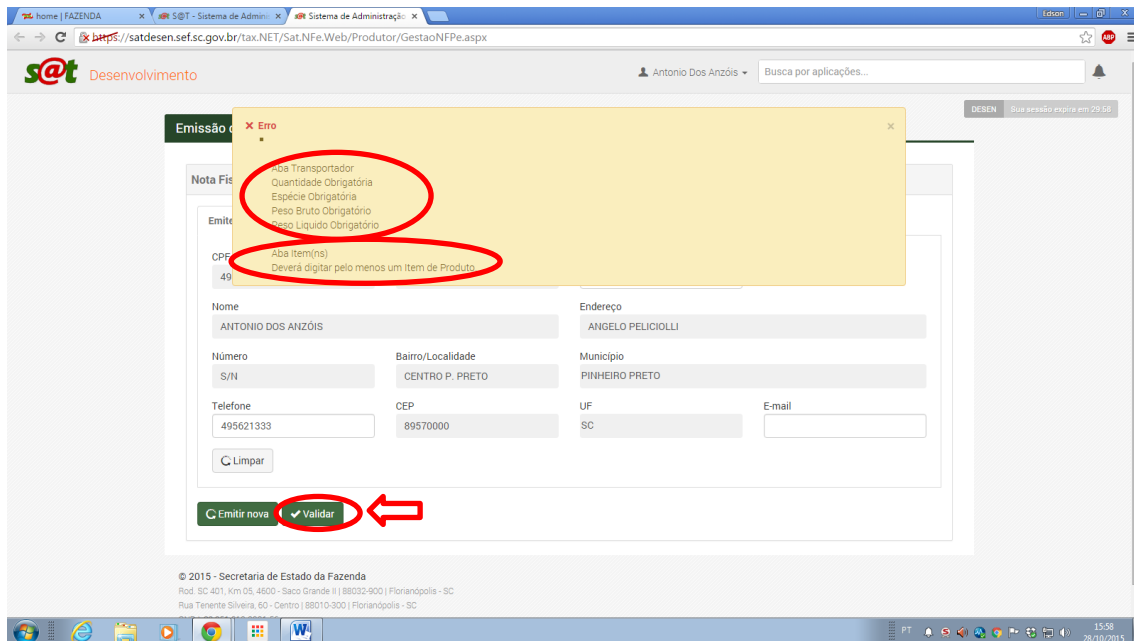 home | FAZENDA
S@T - Sistema de Adminis
Sistema de Administração
Edson
https://satdesen.sef.sc.gov.br/tax.NET/Sat.NFe.Web/Produtor/GestaoNFPe.aspx
ABP
s@t Desenvolvimento
Antonio Dos Anzóis
Busca por aplicações...
DESEN Sua sessão expira em 29:58
Emissão
Erro
Aba Transportador
Quantidade Obrigatória
Espécie Obrigatória
Peso Bruto Obrigatório
Peso Liquido Obrigatório
Aba Item(ns)
Deverá digitar pelo menos um Item de Produto
Nota Fis
Emite
CPF
49
Nome
Endereço
ANTONIO DOS ANZÓIS
ANGELO PELICIOLLI
Número
Bairro/Localidade
Município
S/N
CENTRO P. PRETO
PINHEIRO PRETO
Telefone
CEP
UF
E-mail
495621333
89570000
SC
Limpar
Emitir nova
Validar
© 2015 - Secretaria de Estado da Fazenda
Rod. SC 401, Km 05, 4600 - Saco Grande II | 88032-900 | Florianópolis - SC
Rua Tenente Silveira, 60 - Centro | 88010-300 | Florianópolis - SC
PT
15:58
28/10/2015